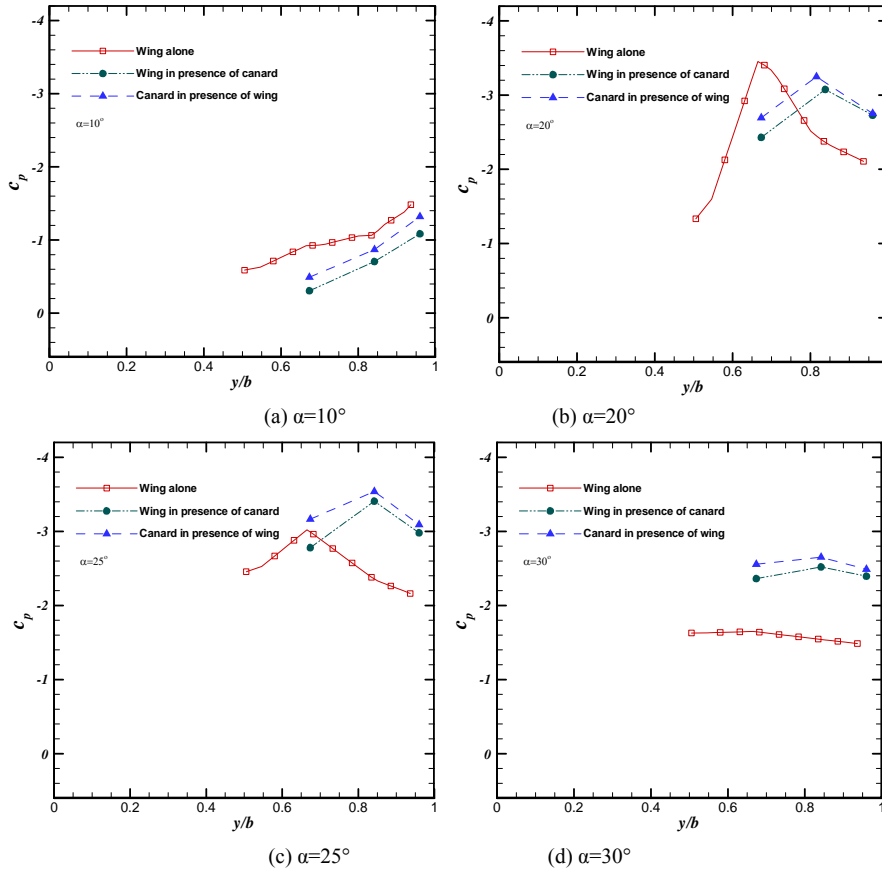 -4
-3
-2
-1
0
c_p
Wing alone
Wing in presence of canard
Canard in presence of wing
α=10°
0 0.2 0.4 0.6 0.8 1
y/b
(a) α=10°
-4
-3
-2
-1
0
c_p
Wing alone
Wing in presence of canard
Canard in presence of wing
α=20°
0 0.2 0.4 0.6 0.8
y/b
(b) α=20°
-4
-3
-2
-1
0
c_p
Wing alone
Wing in presence of canard
Canard in presence of wing
α=25°
0 0.2 0.4 0.6 0.8 1
y/b
(c) α=25°
-4
-3
-2
-1
0
c_p
Wing alone
Wing in presence of canard
Canard in presence of wing
α=30°
0 0.2 0.4 0.6 0.8 1
y/b
(d) α=30°